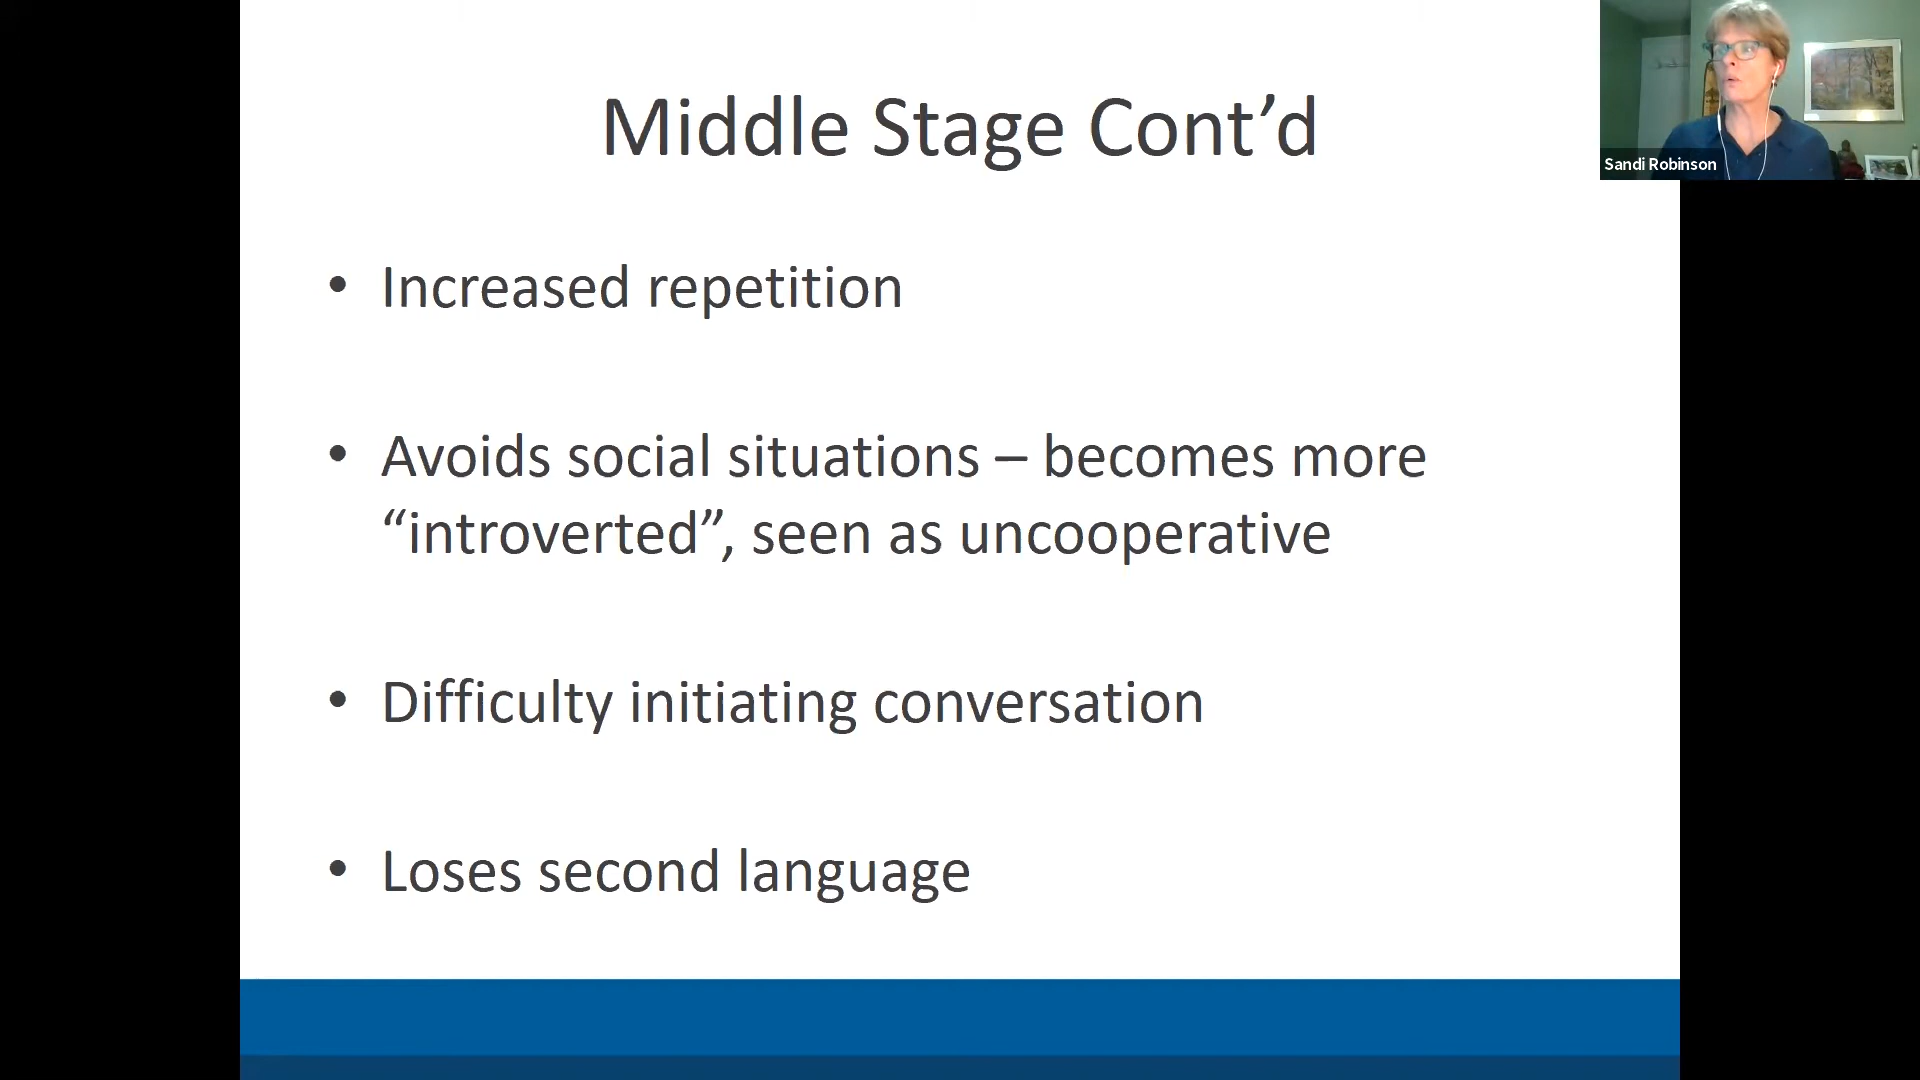 Middle Stage Cont’d
• Increased repetition
• Avoids social situations – becomes more
“introverted”, seen as uncooperative
• Difficulty initiating conversation
• Loses second language
Sandi Robinson